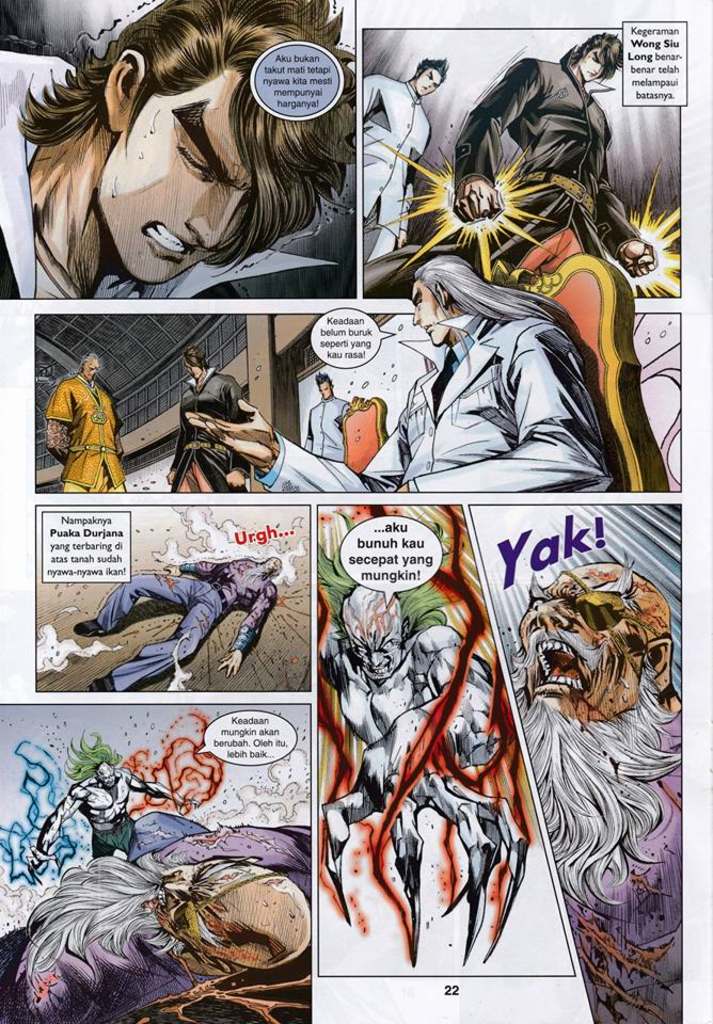 Aku bukan
takut mati tetapi
nyawa kita mesti
mempunyai
harganya!
Kegeraman
Wong Siu
Long benar-
benar telah
melampaui
batasnya.
Keadaan
belum buruk
seperti yang
kau rasa!
Nampaknya
Puaka Durjana
yang terbaring di
atas tanah sudah
nyawa-nyawa ikan!
Urgh...
Keadaan
mungkin akan
berubah. Oleh itu,
lebih baik...
...aku
bunuh kau
secepat yang
mungkin!
Yak!
22